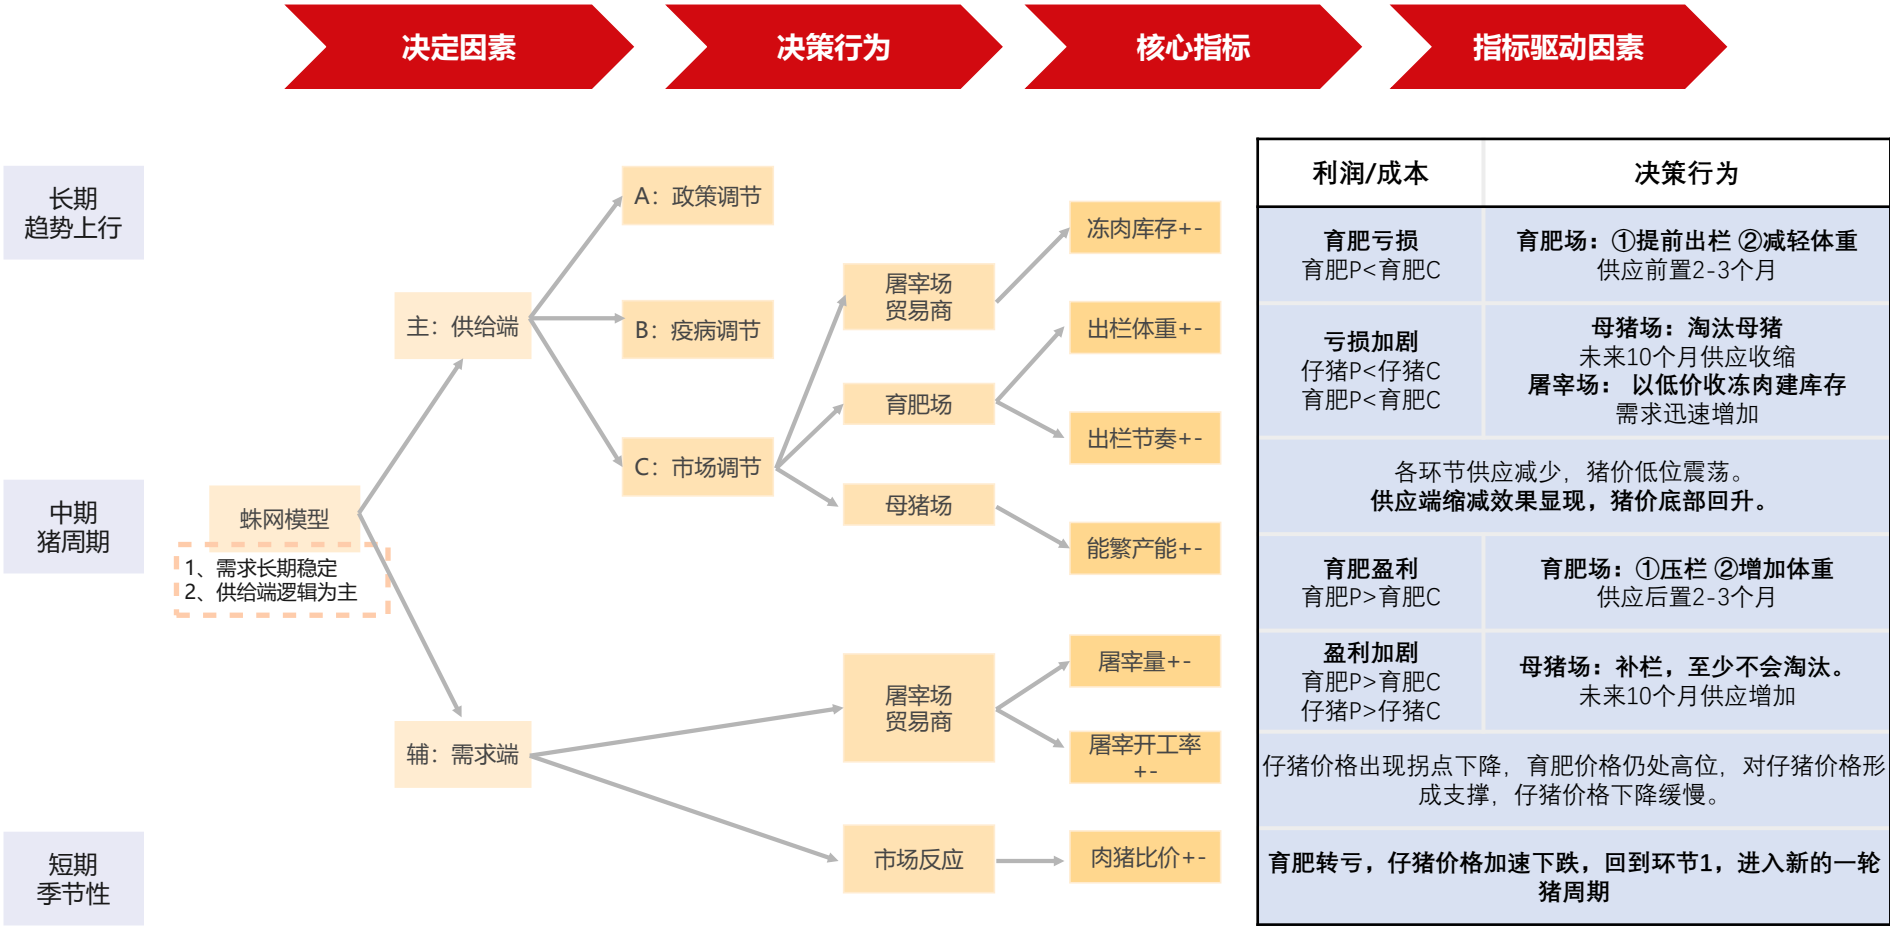 决定因素
决策行为
核心指标
指标驱动因素
长期
趋势上行
中期
猪周期
短期
季节性
蛛网模型
1、需求长期稳定
2、供给端逻辑为主
主：供给端
辅：需求端
A：政策调节
B：疫病调节
C：市场调节
屠宰场
贸易商
育肥场
母猪场
屠宰场
贸易商
市场反应
冻肉库存+-
出栏体重+-
出栏节奏+-
能繁产能+-
屠宰量+-
屠宰开工率
+-
肉猪比价+-
利润/成本
决策行为
育肥亏损
育肥P<育肥C
育肥场：①提前出栏 ②减轻体重
供应前置2-3个月
亏损加剧
仔猪P<仔猪C
育肥P<育肥C
母猪场：淘汰母猪
未来10个月供应收缩
屠宰场： 以低价收冻肉建库存
需求迅速增加
各环节供应减少，猪价低位震荡。
供应端缩减效果显现，猪价底部回升。
育肥盈利
育肥P>育肥C
育肥场：①压栏 ②增加体重
供应后置2-3个月
盈利加剧
育肥P>育肥C
仔猪P>仔猪C
母猪场：补栏，至少不会淘汰。
未来10个月供应增加
仔猪价格出现拐点下降，育肥价格仍处高位，对仔猪价格形
成支撑，仔猪价格下降缓慢。
育肥转亏，仔猪价格加速下跌，回到环节1，进入新的一轮
猪周期